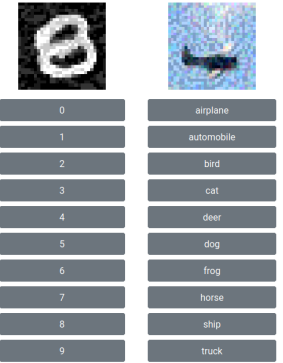 8
0
1
2
3
4
5
6
7
8
9
airplane
automobile
bird
cat
deer
dog
frog
horse
ship
truck